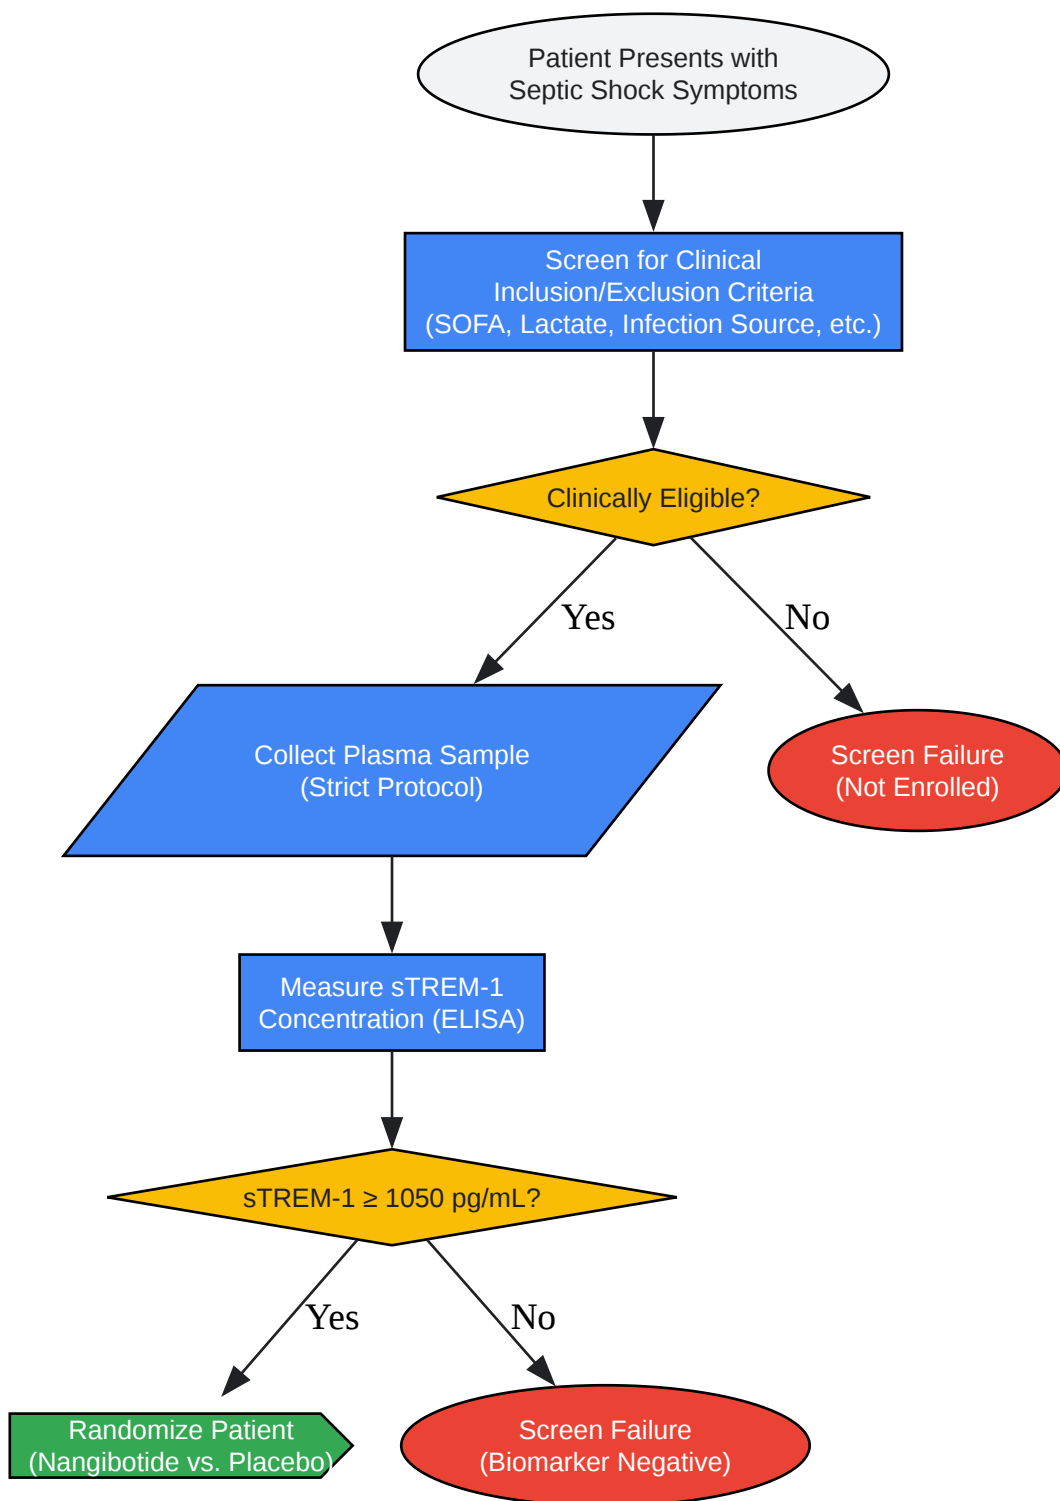 Patient Presents with
Septic Shock Symptoms
Screen for Clinical
Inclusion/Exclusion Criteria
(SOFA, Lactate, Infection Source, etc.)
Clinically Eligible?
Yes
No
Collect Plasma Sample
(Strict Protocol)
Screen Failure
(Not Enrolled)
Measure sTREM-1
Concentration (ELISA)
sTREM-1 ≥ 1050 pg/mL?
Yes
No
Randomize Patient
(Nangibotide vs. Placebo)
Screen Failure
(Biomarker Negative)